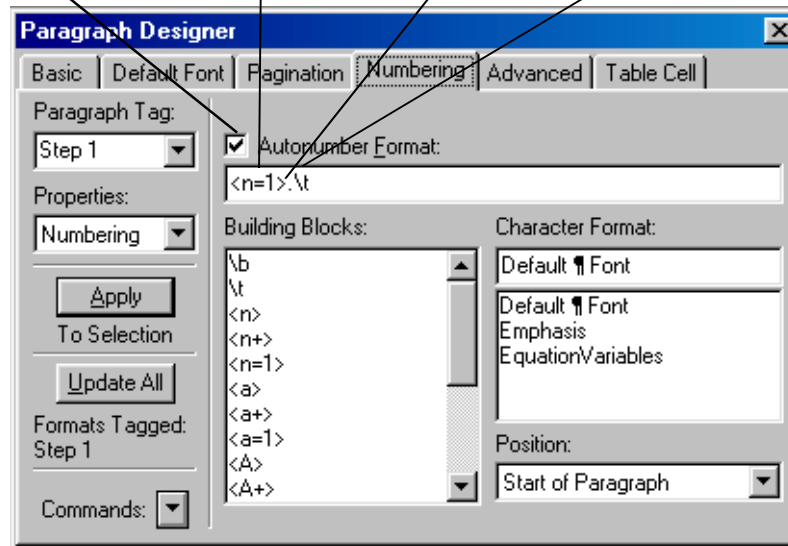 Paragraph Designer
Basic Default Font Pagination Numbering Advanced Table Cell
Paragraph Tag:
Step 1
Properties:
Numbering
Apply
To Selection
Update All
Formats Tagged:
Step 1
Commands:
Autonumber Format:
<n=1>.\t
Building Blocks:
\b
\t
<n>
<n+>
<n=1>
<a>
<a+>
<a=1>
<A>
<A+>
Character Format:
Default ¶ Font
Default ¶ Font
Emphasis
EquationVariables
Position:
Start of Paragraph